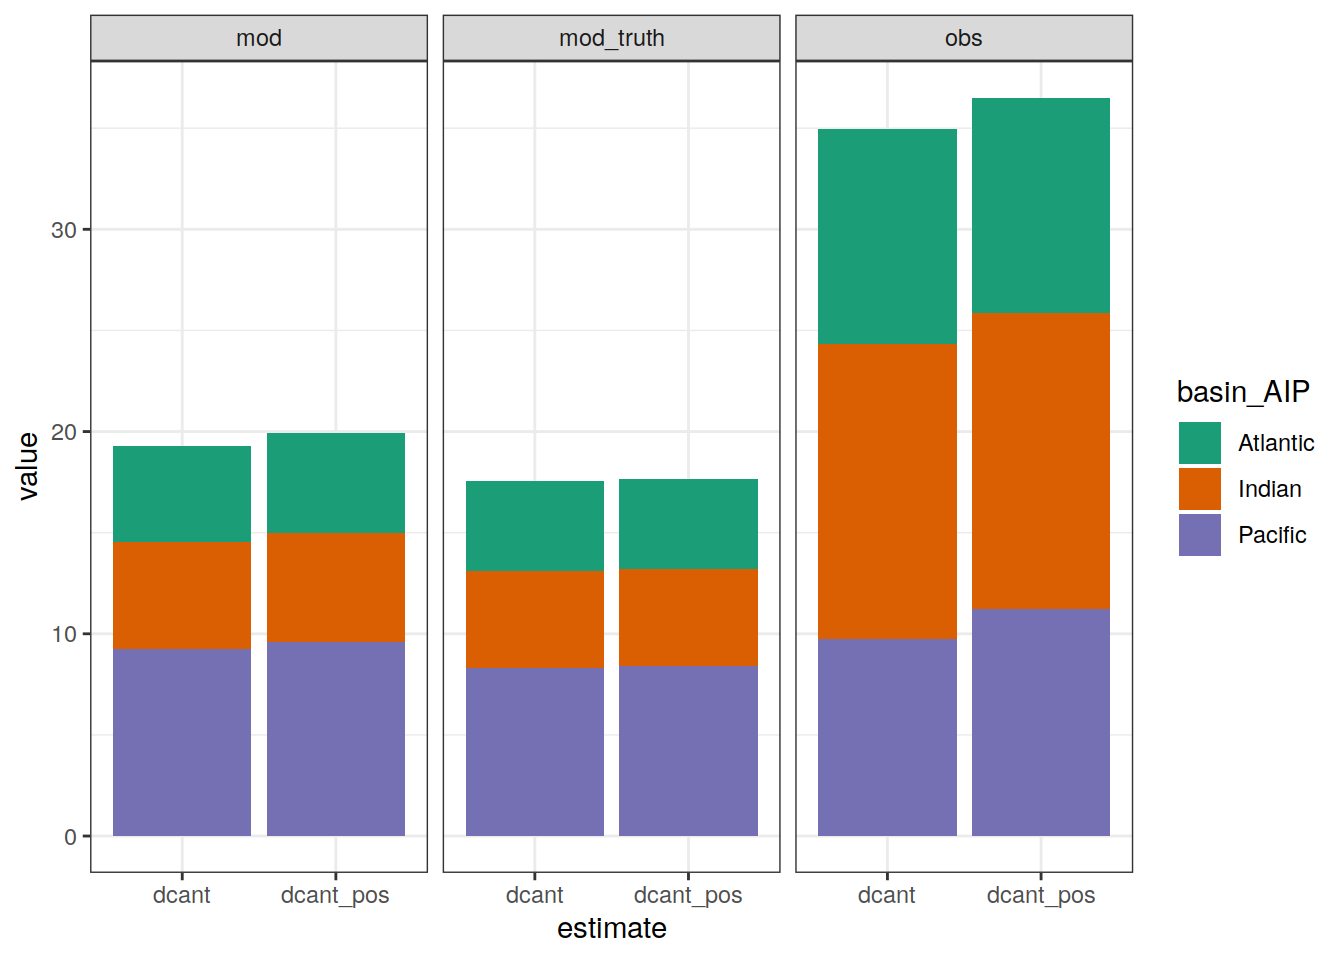 mod mod_truth obs
value
30
20
10
0
dcant dcant_pos dcant dcant_pos dcant dcant_pos
estimate
basin_AIP
Atlantic
Indian
Pacific